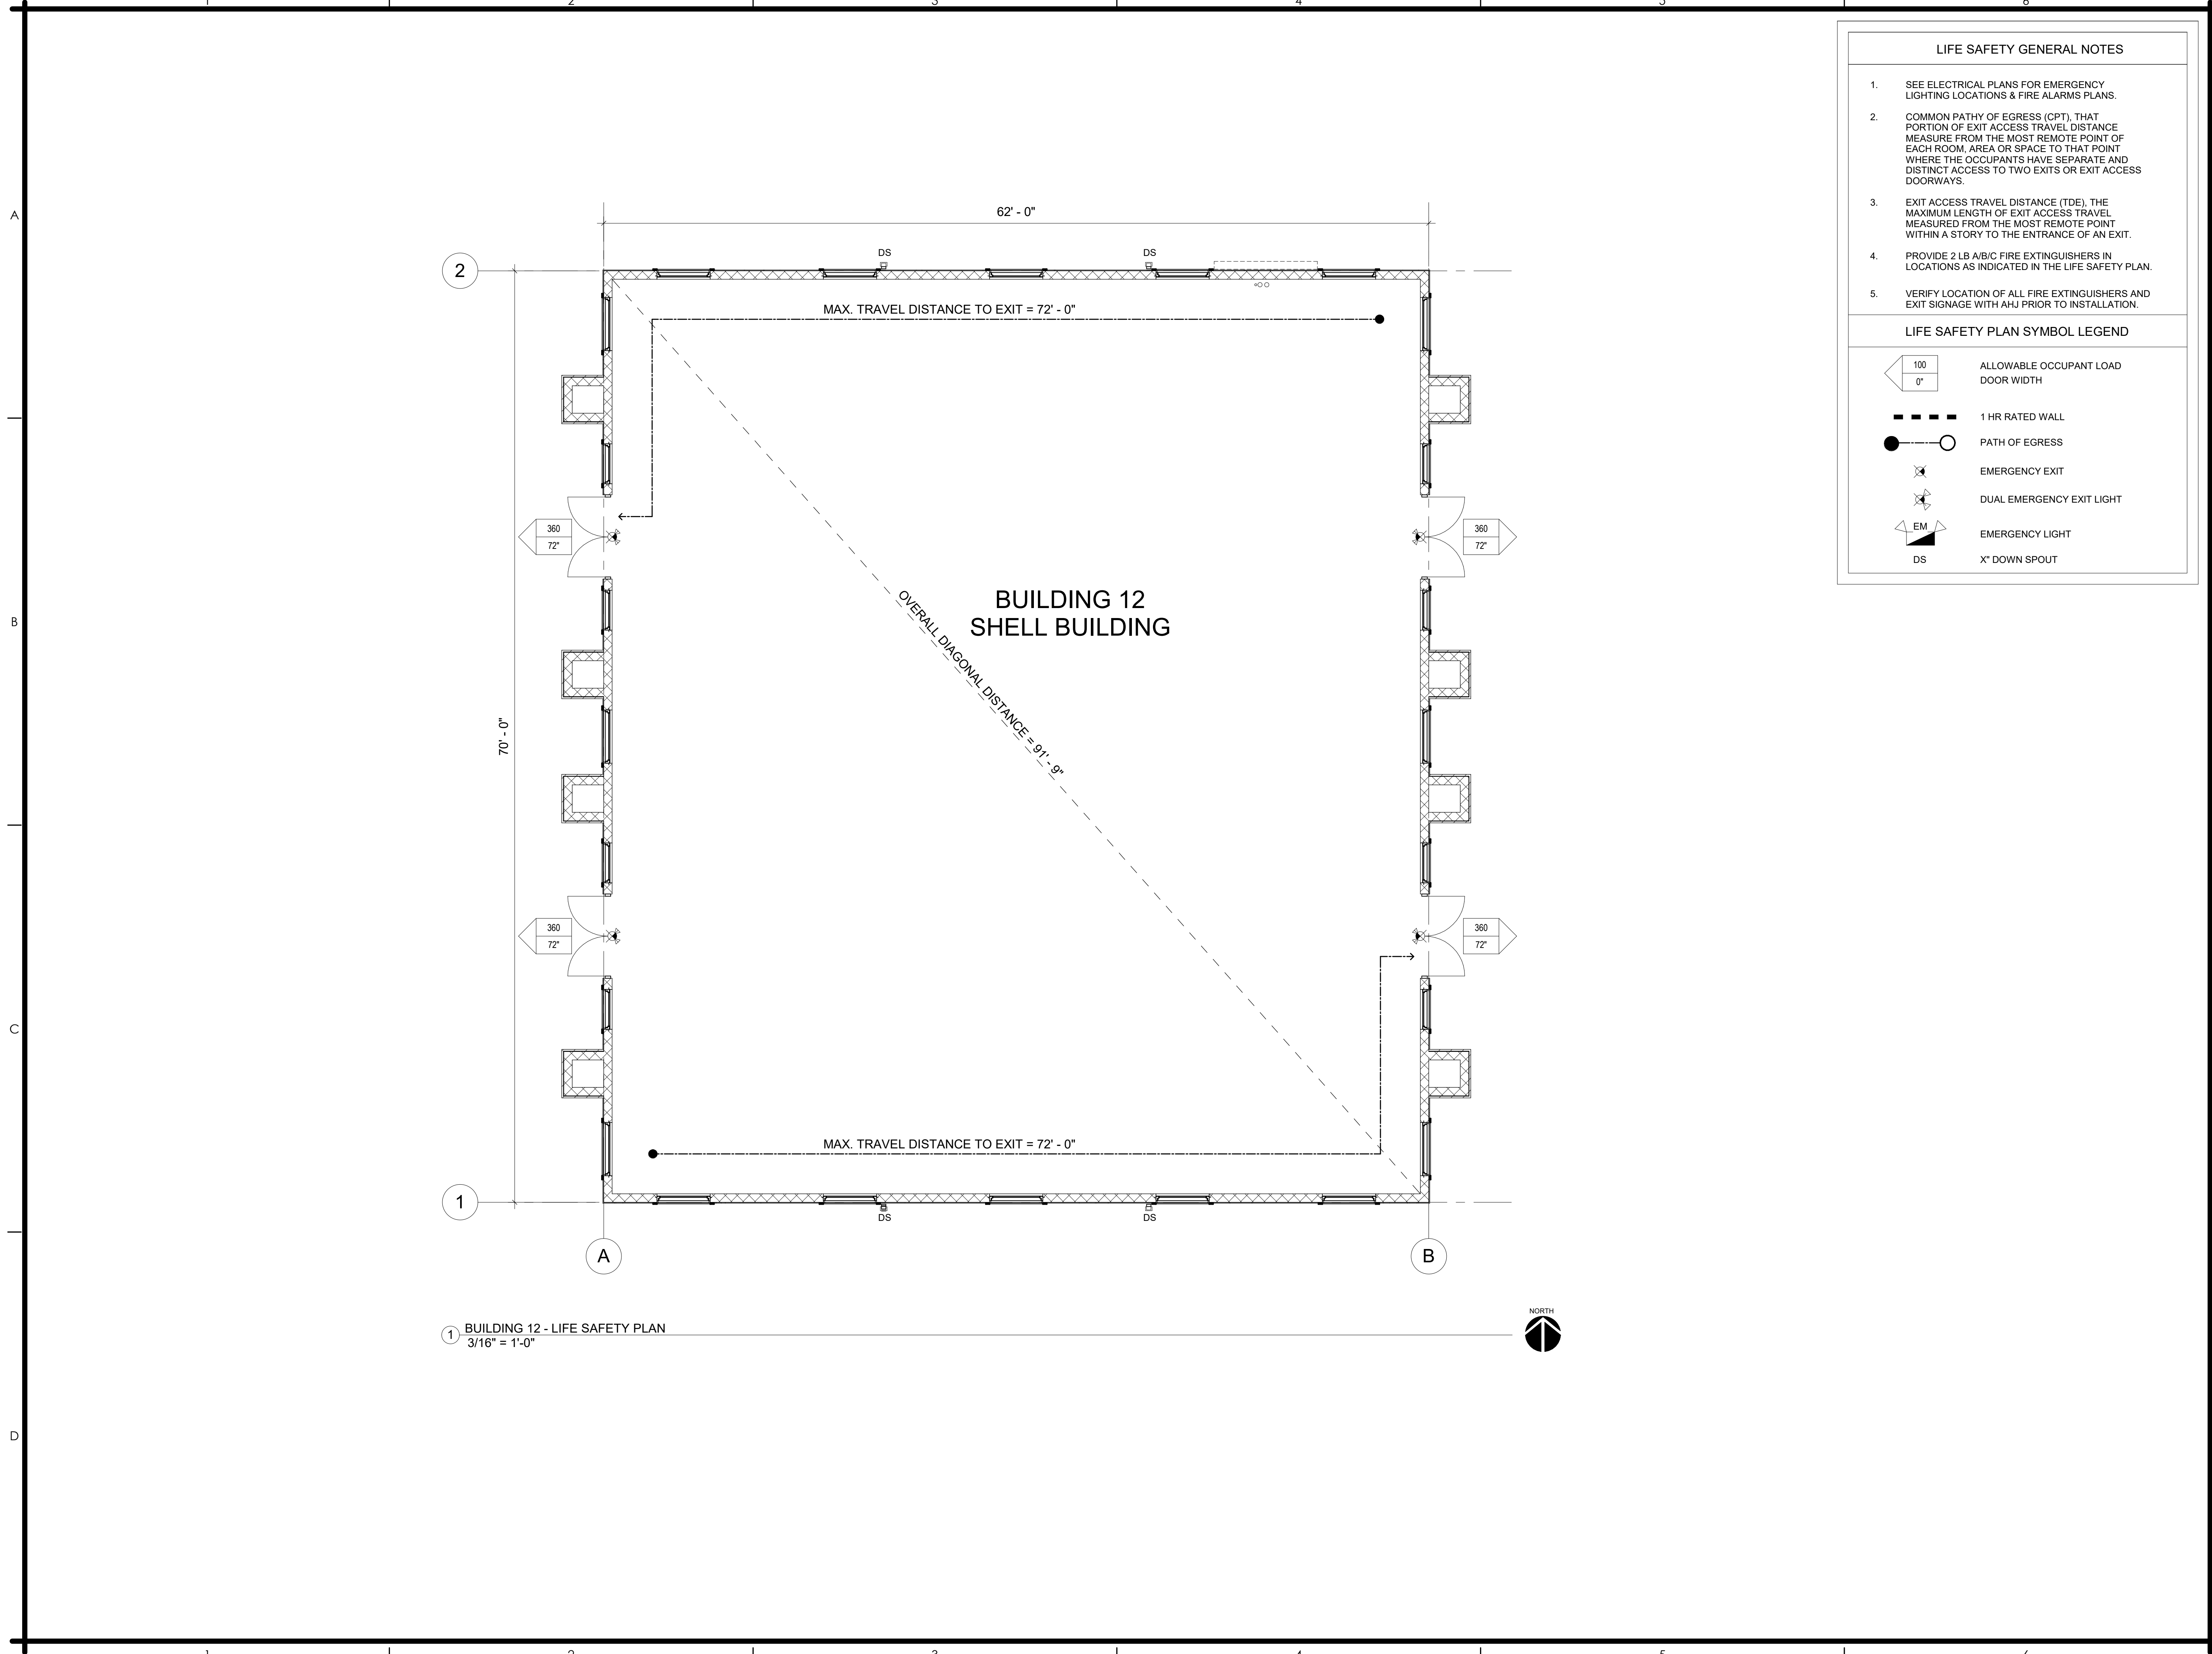 1 2 3 4 5 6
LIFE SAFETY GENERAL NOTES
1. SEE ELECTRICAL PLANS FOR EMERGENCY
LIGHTING LOCATIONS & FIRE ALARMS PLANS.
2. COMMON PATHY OF EGRESS (CPT), THAT
PORTION OF EXIT ACCESS TRAVEL DISTANCE
MEASURE FROM THE MOST REMOTE POINT OF
EACH ROOM, AREA OR SPACE TO THAT POINT
WHERE THE OCCUPANTS HAVE SEPARATE AND
DISTINCT ACCESS TO TWO EXITS OR EXIT ACCESS
DOORWAYS.
3. EXIT ACCESS TRAVEL DISTANCE (TDE), THE
MAXIMUM LENGTH OF EXIT ACCESS TRAVEL
MEASURED FROM THE MOST REMOTE POINT
WITHIN A STORY TO THE ENTRANCE OF AN EXIT.
4. PROVIDE 2 LB A/B/C FIRE EXTINGUISHERS IN
LOCATIONS AS INDICATED IN THE LIFE SAFETY PLAN.
5. VERIFY LOCATION OF ALL FIRE EXTINGUISHERS AND
EXIT SIGNAGE WITH AHJ PRIOR TO INSTALLATION.
LIFE SAFETY PLAN SYMBOL LEGEND
100 ALLOWABLE OCCUPANT LOAD
0" DOOR WIDTH
1 HR RATED WALL
PATH OF EGRESS
EMERGENCY EXIT
DUAL EMERGENCY EXIT LIGHT
EM EMERGENCY LIGHT
DS X" DOWN SPOUT
A
B
C
D
62' - 0"
DS DS
2
MAX. TRAVEL DISTANCE TO EXIT = 72' - 0"
360
72"
360
72"
BUILDING 12
SHELL BUILDING
OVERALL DIAGONAL DISTANCE = 91' - 9"
70' - 0"
360
72"
360
72"
MAX. TRAVEL DISTANCE TO EXIT = 72' - 0"
1
DS DS
A B
NORTH
1 BUILDING 12 - LIFE SAFETY PLAN
3/16" = 1'-0"
1 2 3 4 5 6